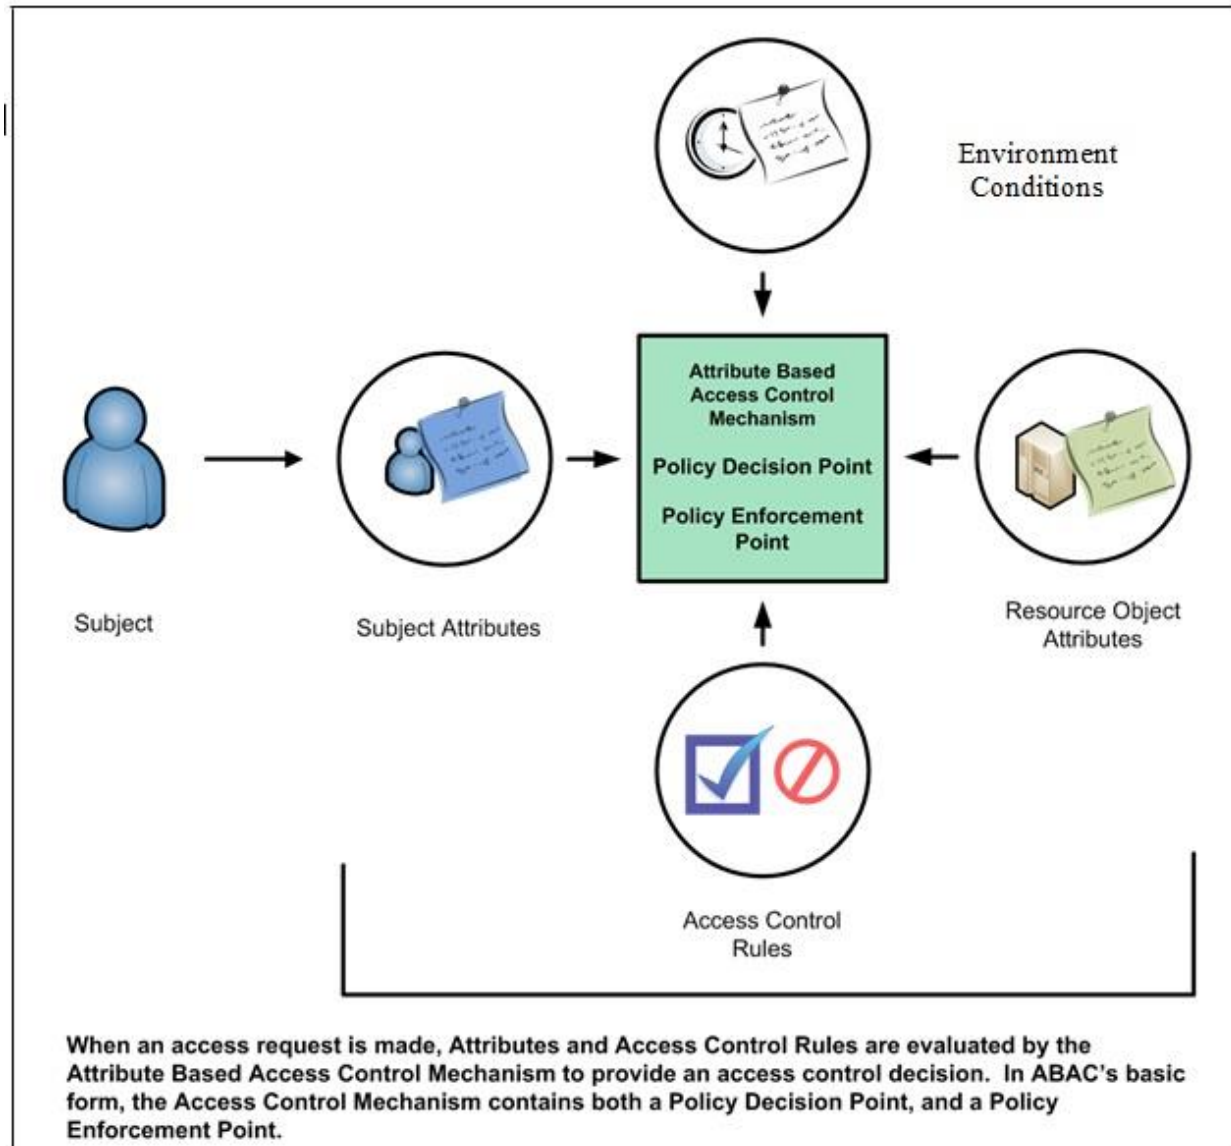 Environment
Conditions
Attribute Based
Access Control
Mechanism
Policy Decision Point
Policy Enforcement
Point
Subject
Subject Attributes
Resource Object
Attributes
Access Control
Rules
When an access request is made, Attributes and Access Control Rules are evaluated by the
Attribute Based Access Control Mechanism to provide an access control decision.  In ABAC's basic
form, the Access Control Mechanism contains both a Policy Decision Point, and a Policy
Enforcement Point.